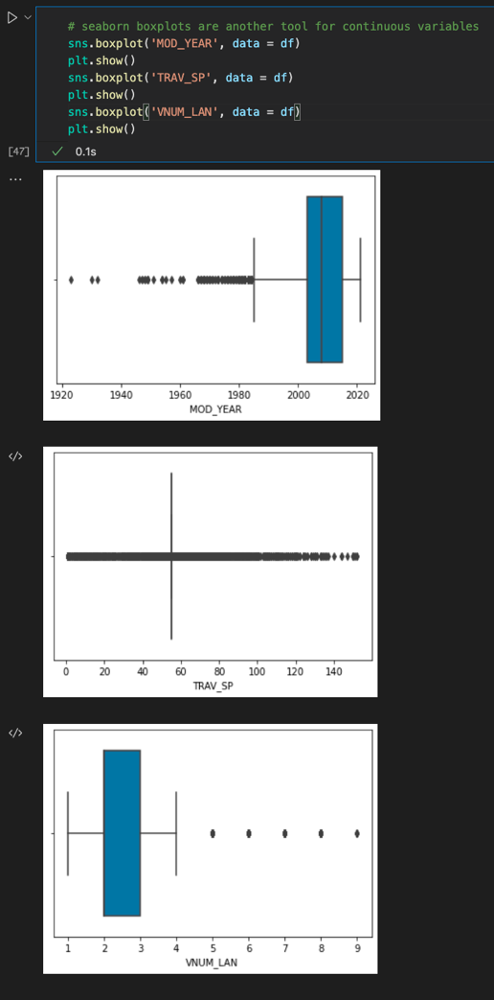 # seaborn boxplots are another tool for continuous variables
sns.boxplot('MOD_YEAR', data = df)
plt.show()
sns.boxplot('TRAV_SP', data = df)
plt.show()
sns.boxplot('VNUM_LAN', data = df)
plt.show()
[47] 0.1s
...
1920 1940 1960 1980 2000 2020
MOD_YEAR
</>
0 20 40 60 80 100 120 140
TRAV_SP
</>
1 2 3 4 5 6 7 8 9
VNUM_LAN